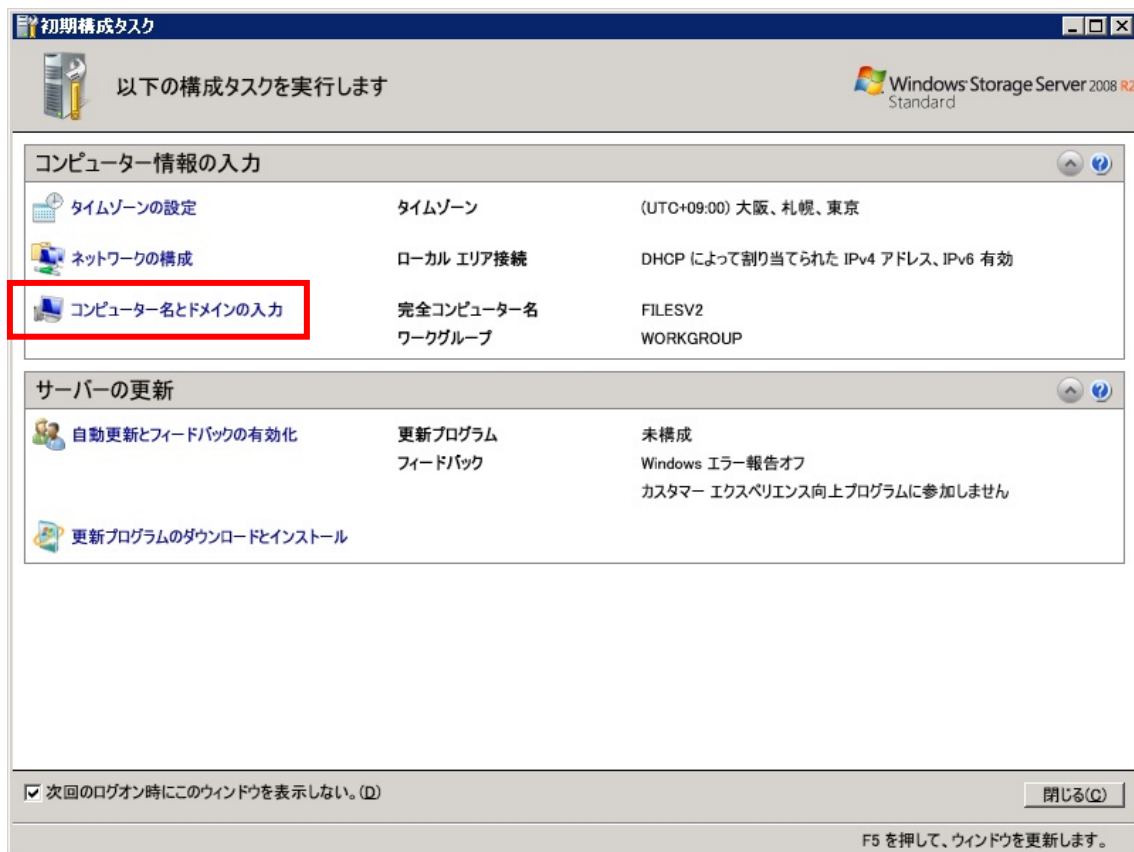 初期構成タスク
以下の構成タスクを実行します
Windows Storage Server 2008 R2
Standard
コンピューター情報の入力
タイムゾーンの設定 タイムゾーン (UTC+09:00) 大阪、札幌、東京
ネットワークの構成 ローカル エリア接続 DHCP によって割り当てられた IPv4 アドレス、IPv6 有効
コンピューター名とドメインの入力 完全コンピューター名 FILESV2
ワークグループ WORKGROUP
サーバーの更新
自動更新とフィードバックの有効化 更新プログラム 未構成
フィードバック Windows エラー報告オフ
カスタマー エクスペリエンス向上プログラムに参加しません
更新プログラムのダウンロードとインストール
次回のログオン時にこのウィンドウを表示しない。(D)
閉じる(C)
F5 を押して、ウィンドウを更新します。